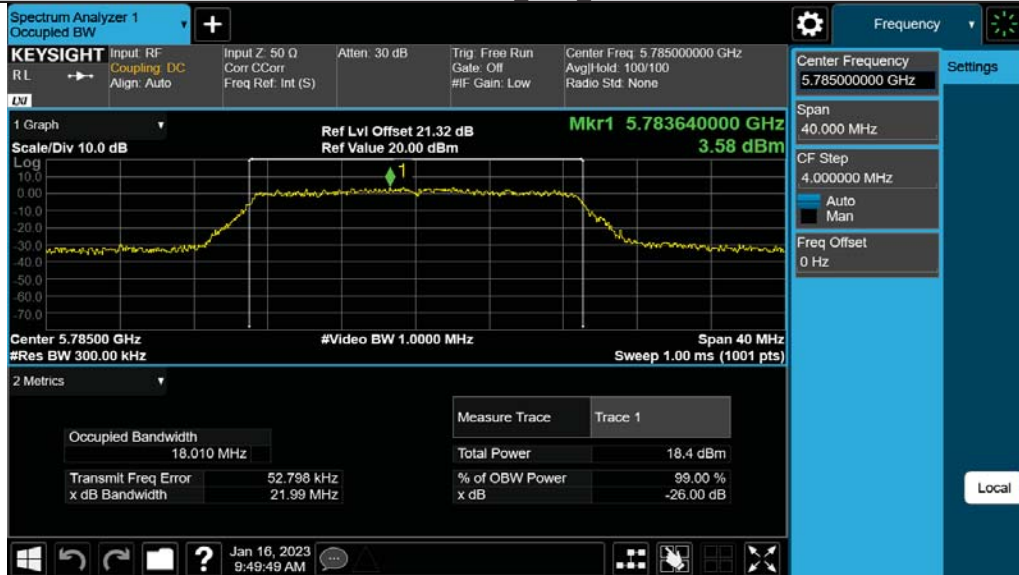 Spectrum Analyzer 1
Occupied BW
Frequency
KEYSIGHT
RL
LXI
Input: RF
Coupling: DC
Align: Auto
Input Z: 50 Ω
Corr CCorr
Freq Ref: Int (S)
Atten: 30 dB
Trig: Free Run
Gate: Off
#IF Gain: Low
Center Freq: 5.785000000 GHz
Avg|Hold: 100/100
Radio Std: None
1 Graph
Scale/Div 10.0 dB
Ref Lvl Offset 21.32 dB
Ref Value 20.00 dBm
Mkr1 5.783640000 GHz
3.58 dBm
Log
10.0
0.00
-10.0
-20.0
-30.0
-40.0
-50.0
-60.0
-70.0
1
Center 5.78500 GHz
#Res BW 300.00 kHz
#Video BW 1.0000 MHz
Span 40 MHz
Sweep 1.00 ms (1001 pts)
2 Metrics
Occupied Bandwidth
18.010 MHz
Transmit Freq Error 52.798 kHz
x dB Bandwidth 21.99 MHz
Measure Trace Trace 1
Total Power 18.4 dBm
% of OBW Power 99.00 %
x dB -26.00 dB
Center Frequency
5.785000000 GHz
Span
40.000 MHz
CF Step
4.000000 MHz
Auto
Man
Freq Offset
0 Hz
Settings
Local
?
Jan 16, 2023
9:49:49 AM